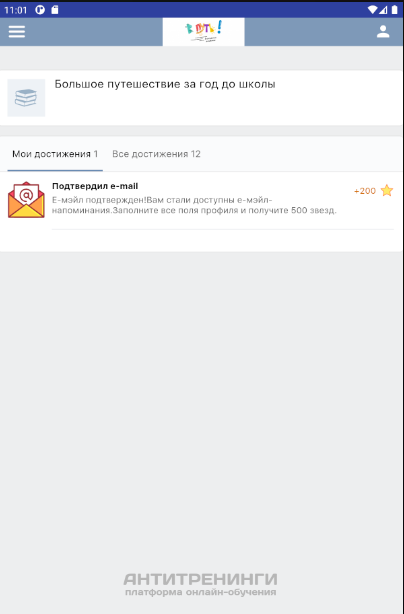 11:01
Большое путешествие за год до школы
Мои достижения 1 Все достижения 12
Подтвердил e-mail
+200
Е-мэйл подтвержден!Вам стали доступны е-мэйл-
напоминания.Заполните все поля профиля и получите 500 звезд.
АНТИТРЕНИНГИ
платформа онлайн-обучения